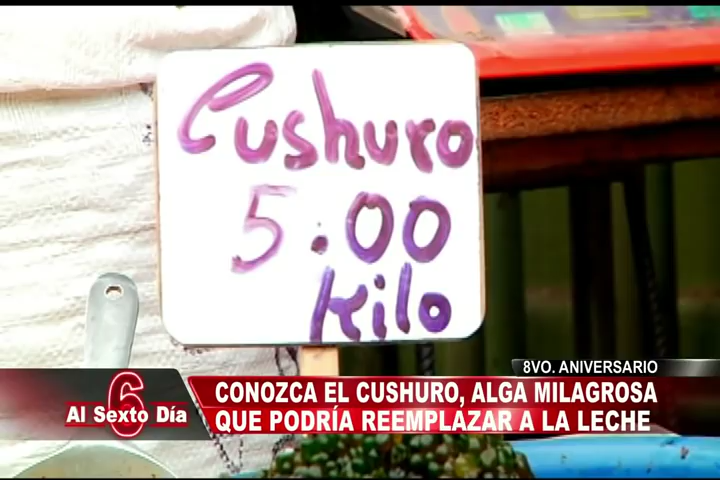 Cushuro
5.00
Kilo
8VO. ANIVERSARIO
6
Al Sexto Día
CONOZCA EL CUSHURO, ALGA MILAGROSA
QUE PODRÍA REEMPLAZAR A LA LECHE